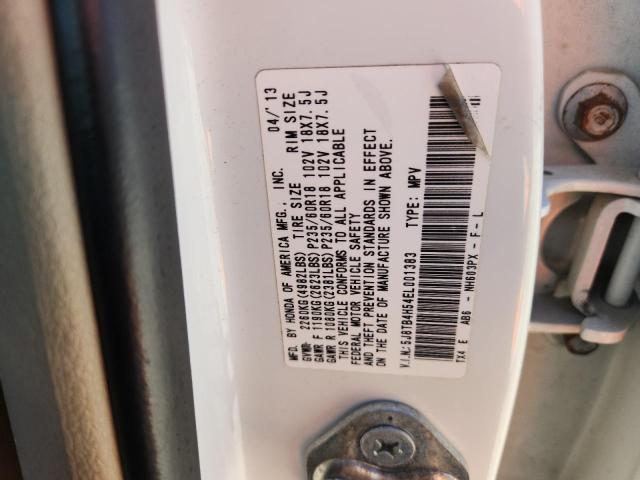 MFD. BY HONDA OF AMERICA MFG., INC. 04/'13
GVWR: 2260KG(4982LBS) TIRE SIZE RIM SIZE
GAWR F 1190KG(2623LBS) P235/60R18 102V 18X7.5J
GAWR R 1080KG(2381LBS) P235/60R18 102V 18X7.5J
THIS VEHICLE CONFORMS TO ALL APPLICABLE
FEDERAL MOTOR VEHICLE SAFETY
AND THEFT PREVENTION STANDARDS IN EFFECT
ON THE DATE OF MANUFACTURE SHOWN ABOVE.
V.I.N.: 5J8TB4H54EL001383 TYPE: MPV
TX4 E AB6 - NH603PX - F - L